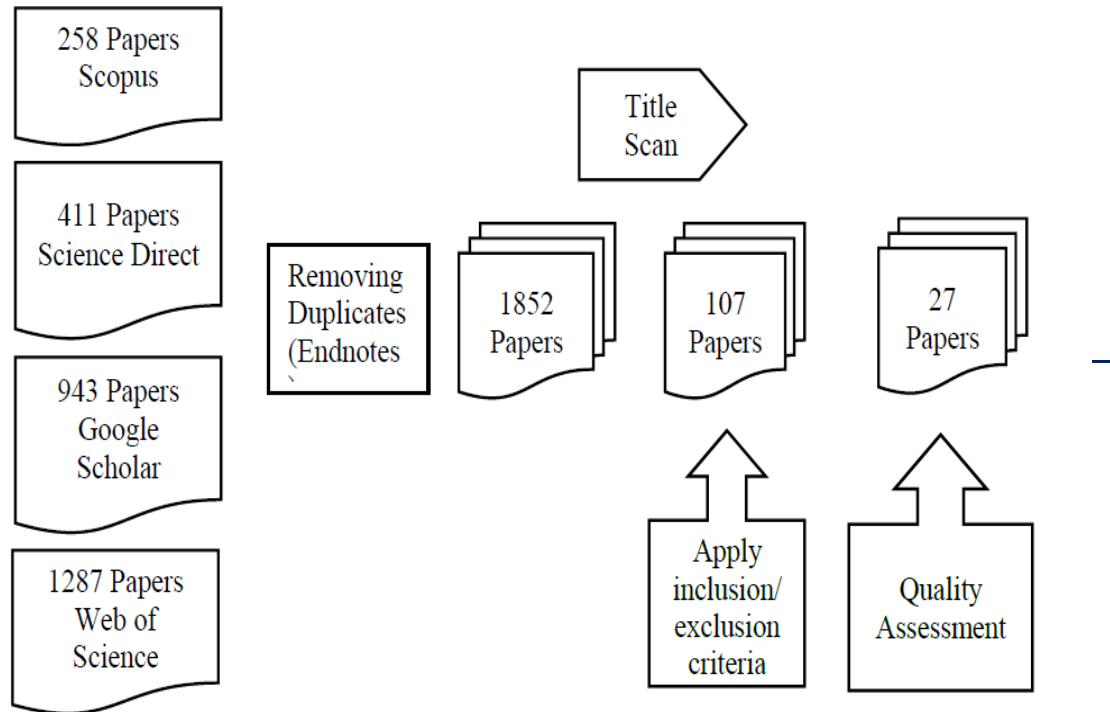 258 Papers
Scopus
411 Papers
Science Direct
943 Papers
Google
Scholar
1287 Papers
Web of
Science
Removing
Duplicates
(Endnotes
1852
Papers
Title
Scan
107
Papers
Apply
inclusion/
exclusion
criteria
27
Papers
Quality
Assessment